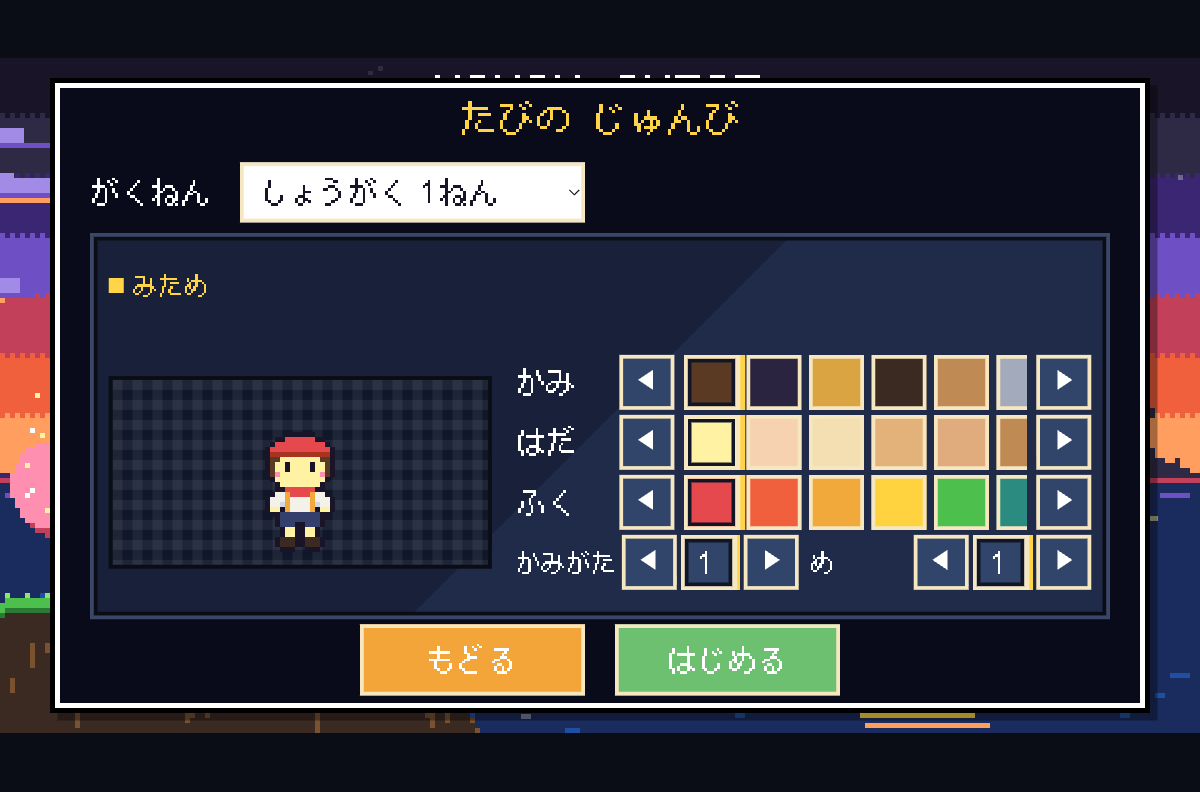 たびの じゅんび
がくねん しょうがく 1ねん
■ みため
かみ
はだ
ふく
かみがた 1 め 1
もどる はじめる